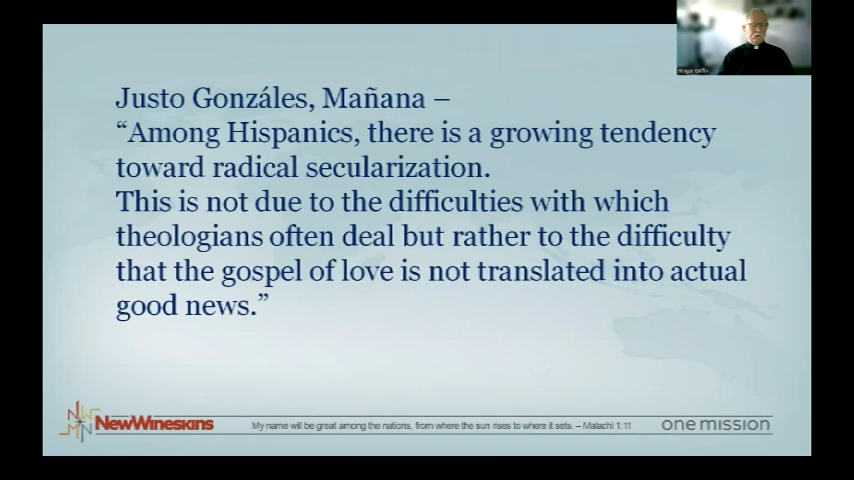 Justo Gonzáles, Mañana –
“Among Hispanics, there is a growing tendency
toward radical secularization.
This is not due to the difficulties with which
theologians often deal but rather to the difficulty
that the gospel of love is not translated into actual
good news.”
NW
MN
NewWineskins
My name will be great among the nations, from where the sun rises to where it sets. – Malachi 1:11
one mission